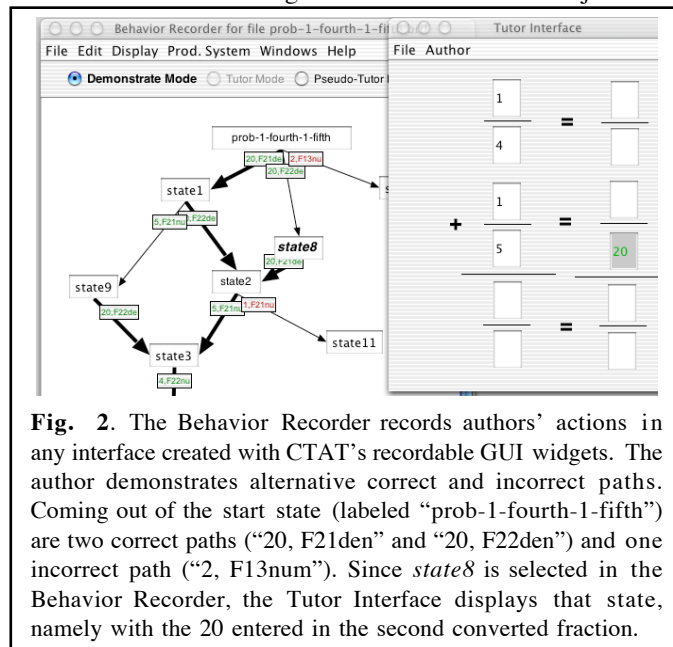 Behavior Recorder for file prob-1-fourth-1-fif
Tutor Interface
File Edit Display Prod. System Windows Help
File Author
Demonstrate Mode Tutor Mode Pseudo-Tutor
prob-1-fourth-1-fifth
20,F21de 2,F13nu
20,F22de
state1
5,F21nu F22de
state8
20,F21de
state9
state2
20,F22de
5,F21nu 1,F21nu
state11
state3
4,F22nu
1
=
4
1
+ =
5 20
=
Fig. 2. The Behavior Recorder records authors’ actions in
any interface created with CTAT’s recordable GUI widgets. The
author demonstrates alternative correct and incorrect paths.
Coming out of the start state (labeled “prob-1-fourth-1-fifth”)
are two correct paths (“20, F21den” and “20, F22den”) and one
incorrect path (“2, F13num”). Since state8 is selected in the
Behavior Recorder, the Tutor Interface displays that state,
namely with the 20 entered in the second converted fraction.